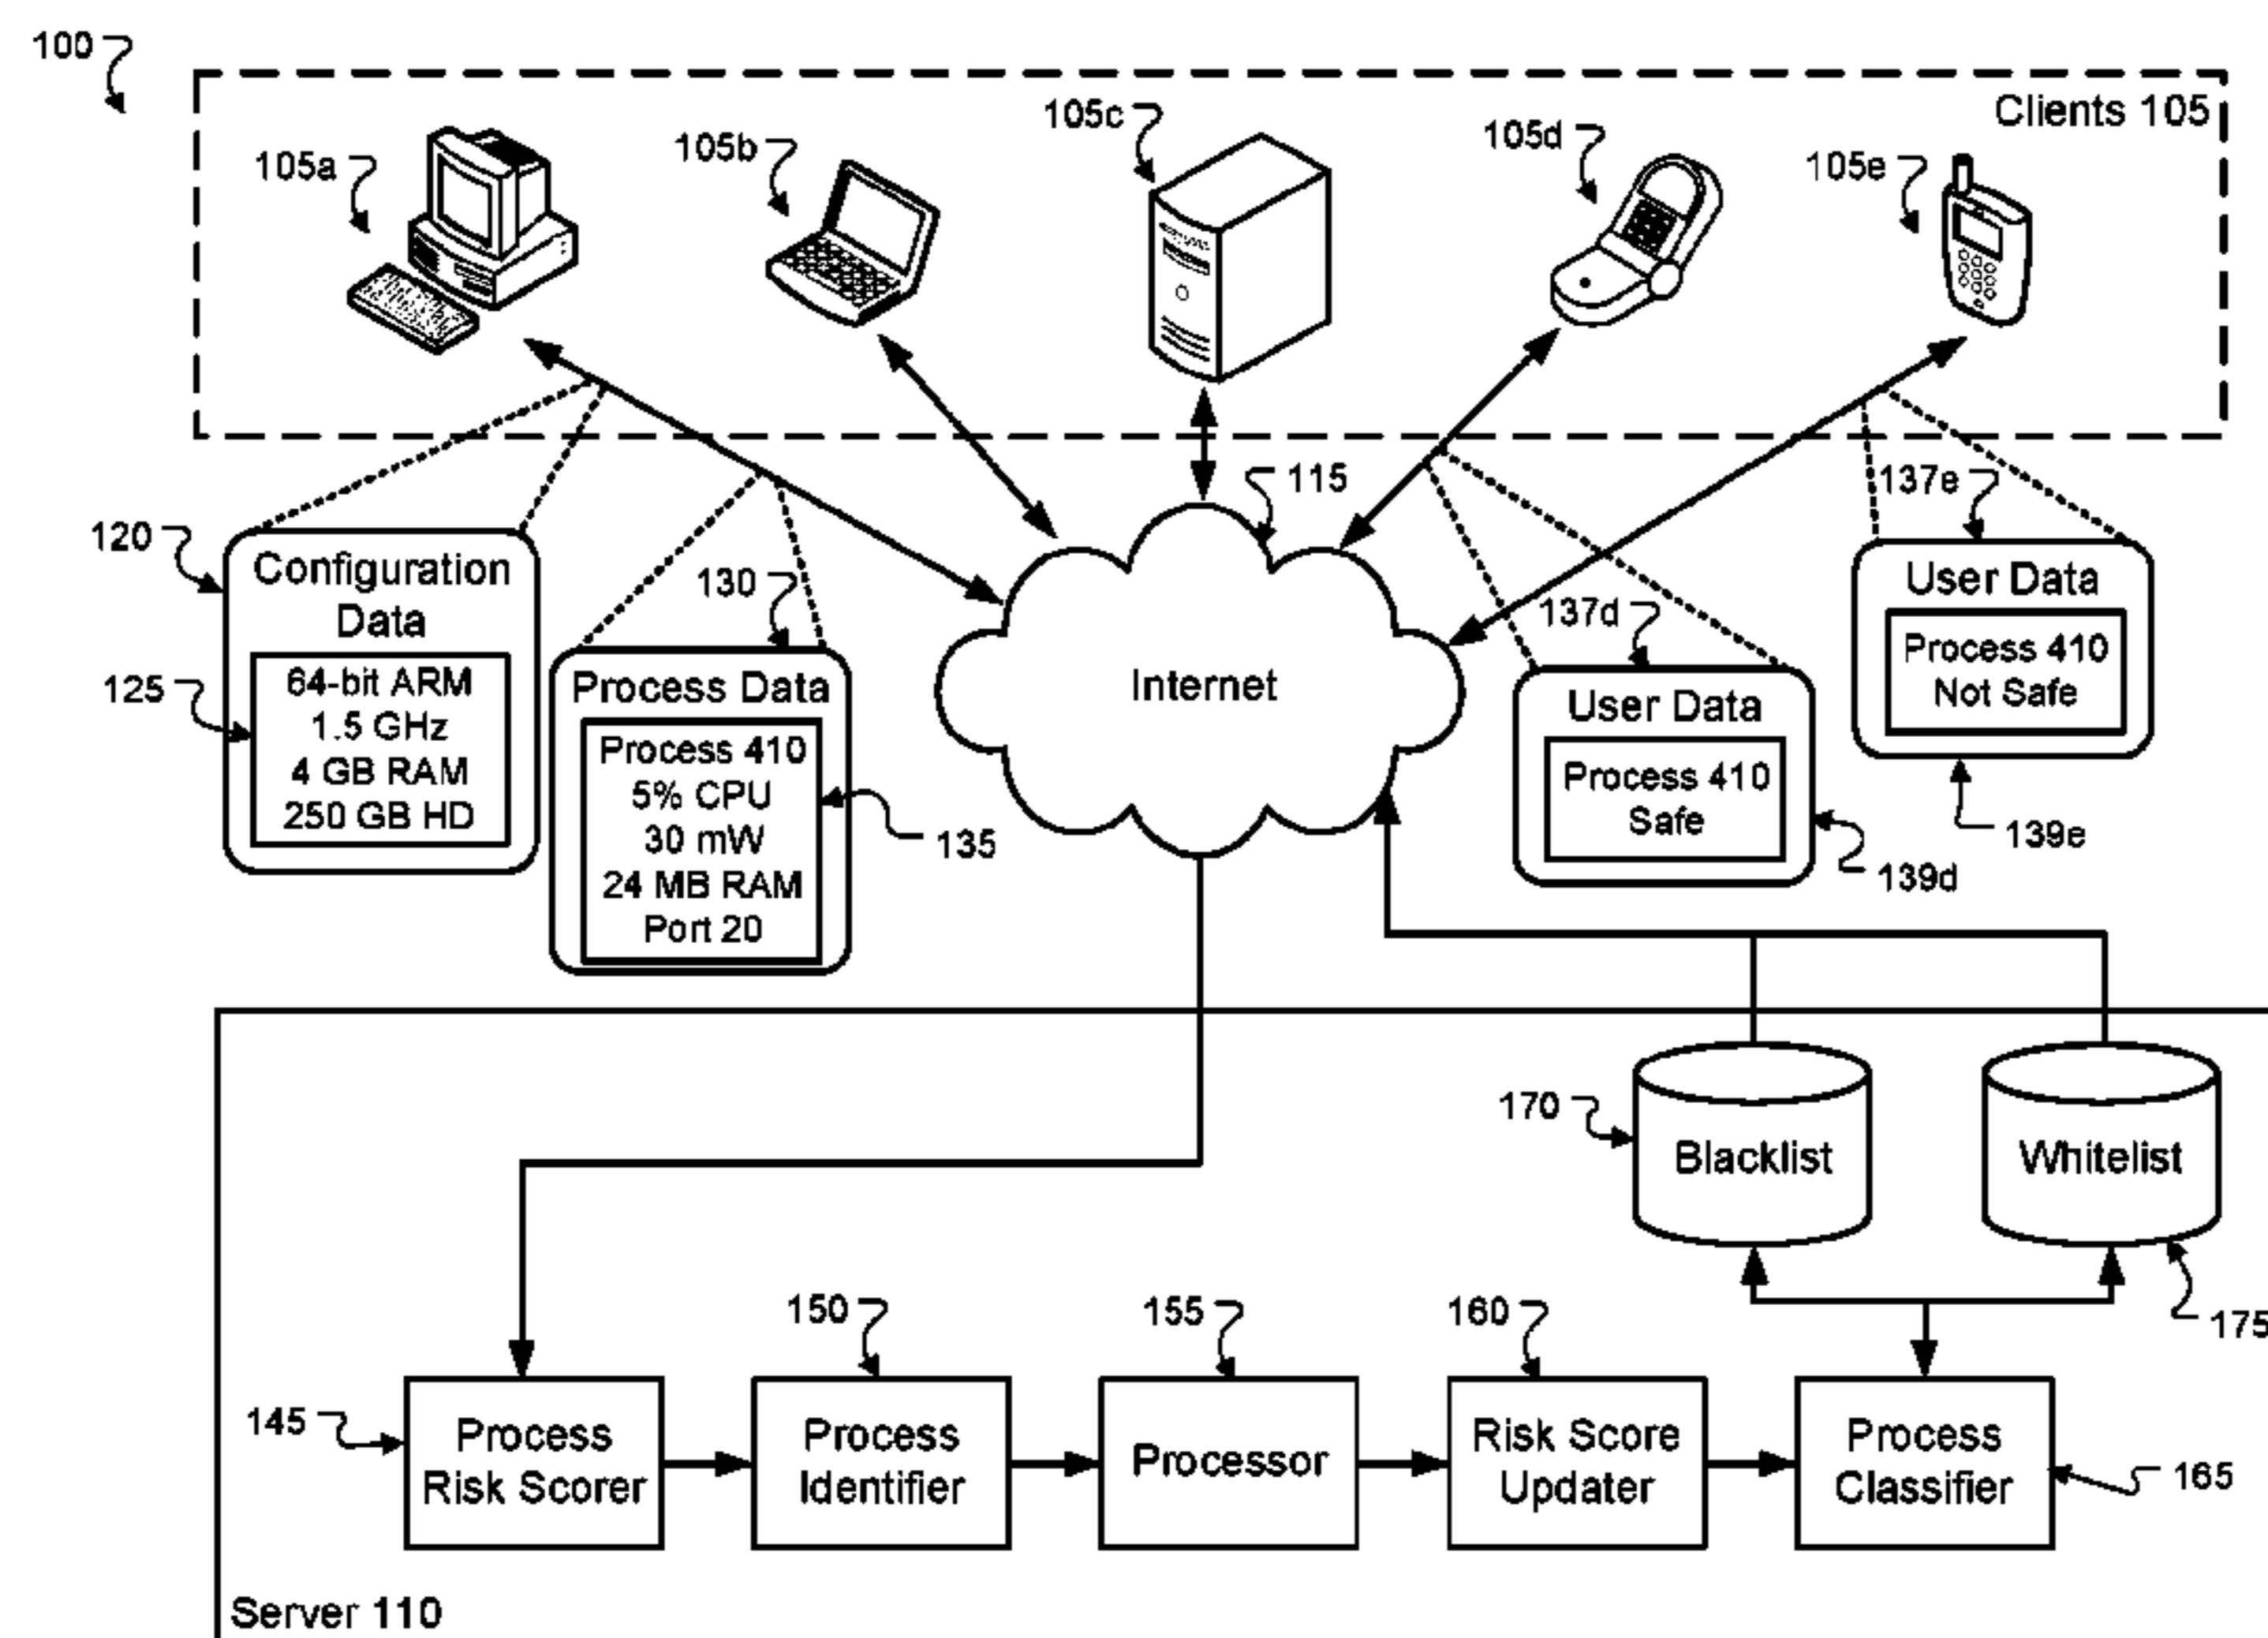 100
Clients 105
105a
105b
105c
105d
105e
115
120
Configuration
Data
64-bit ARM
1.5 GHz
4 GB RAM
250 GB HD
125
130
Process Data
Process 410
5% CPU
30 mW
24 MB RAM
Port 20
135
Internet
137d
User Data
Process 410
Safe
139d
137e
User Data
Process 410
Not Safe
139e
170
Blacklist
Whitelist
175
145
Process
Risk Scorer
150
Process
Identifier
155
Processor
160
Risk Score
Updater
Process
Classifier
165
Server 110